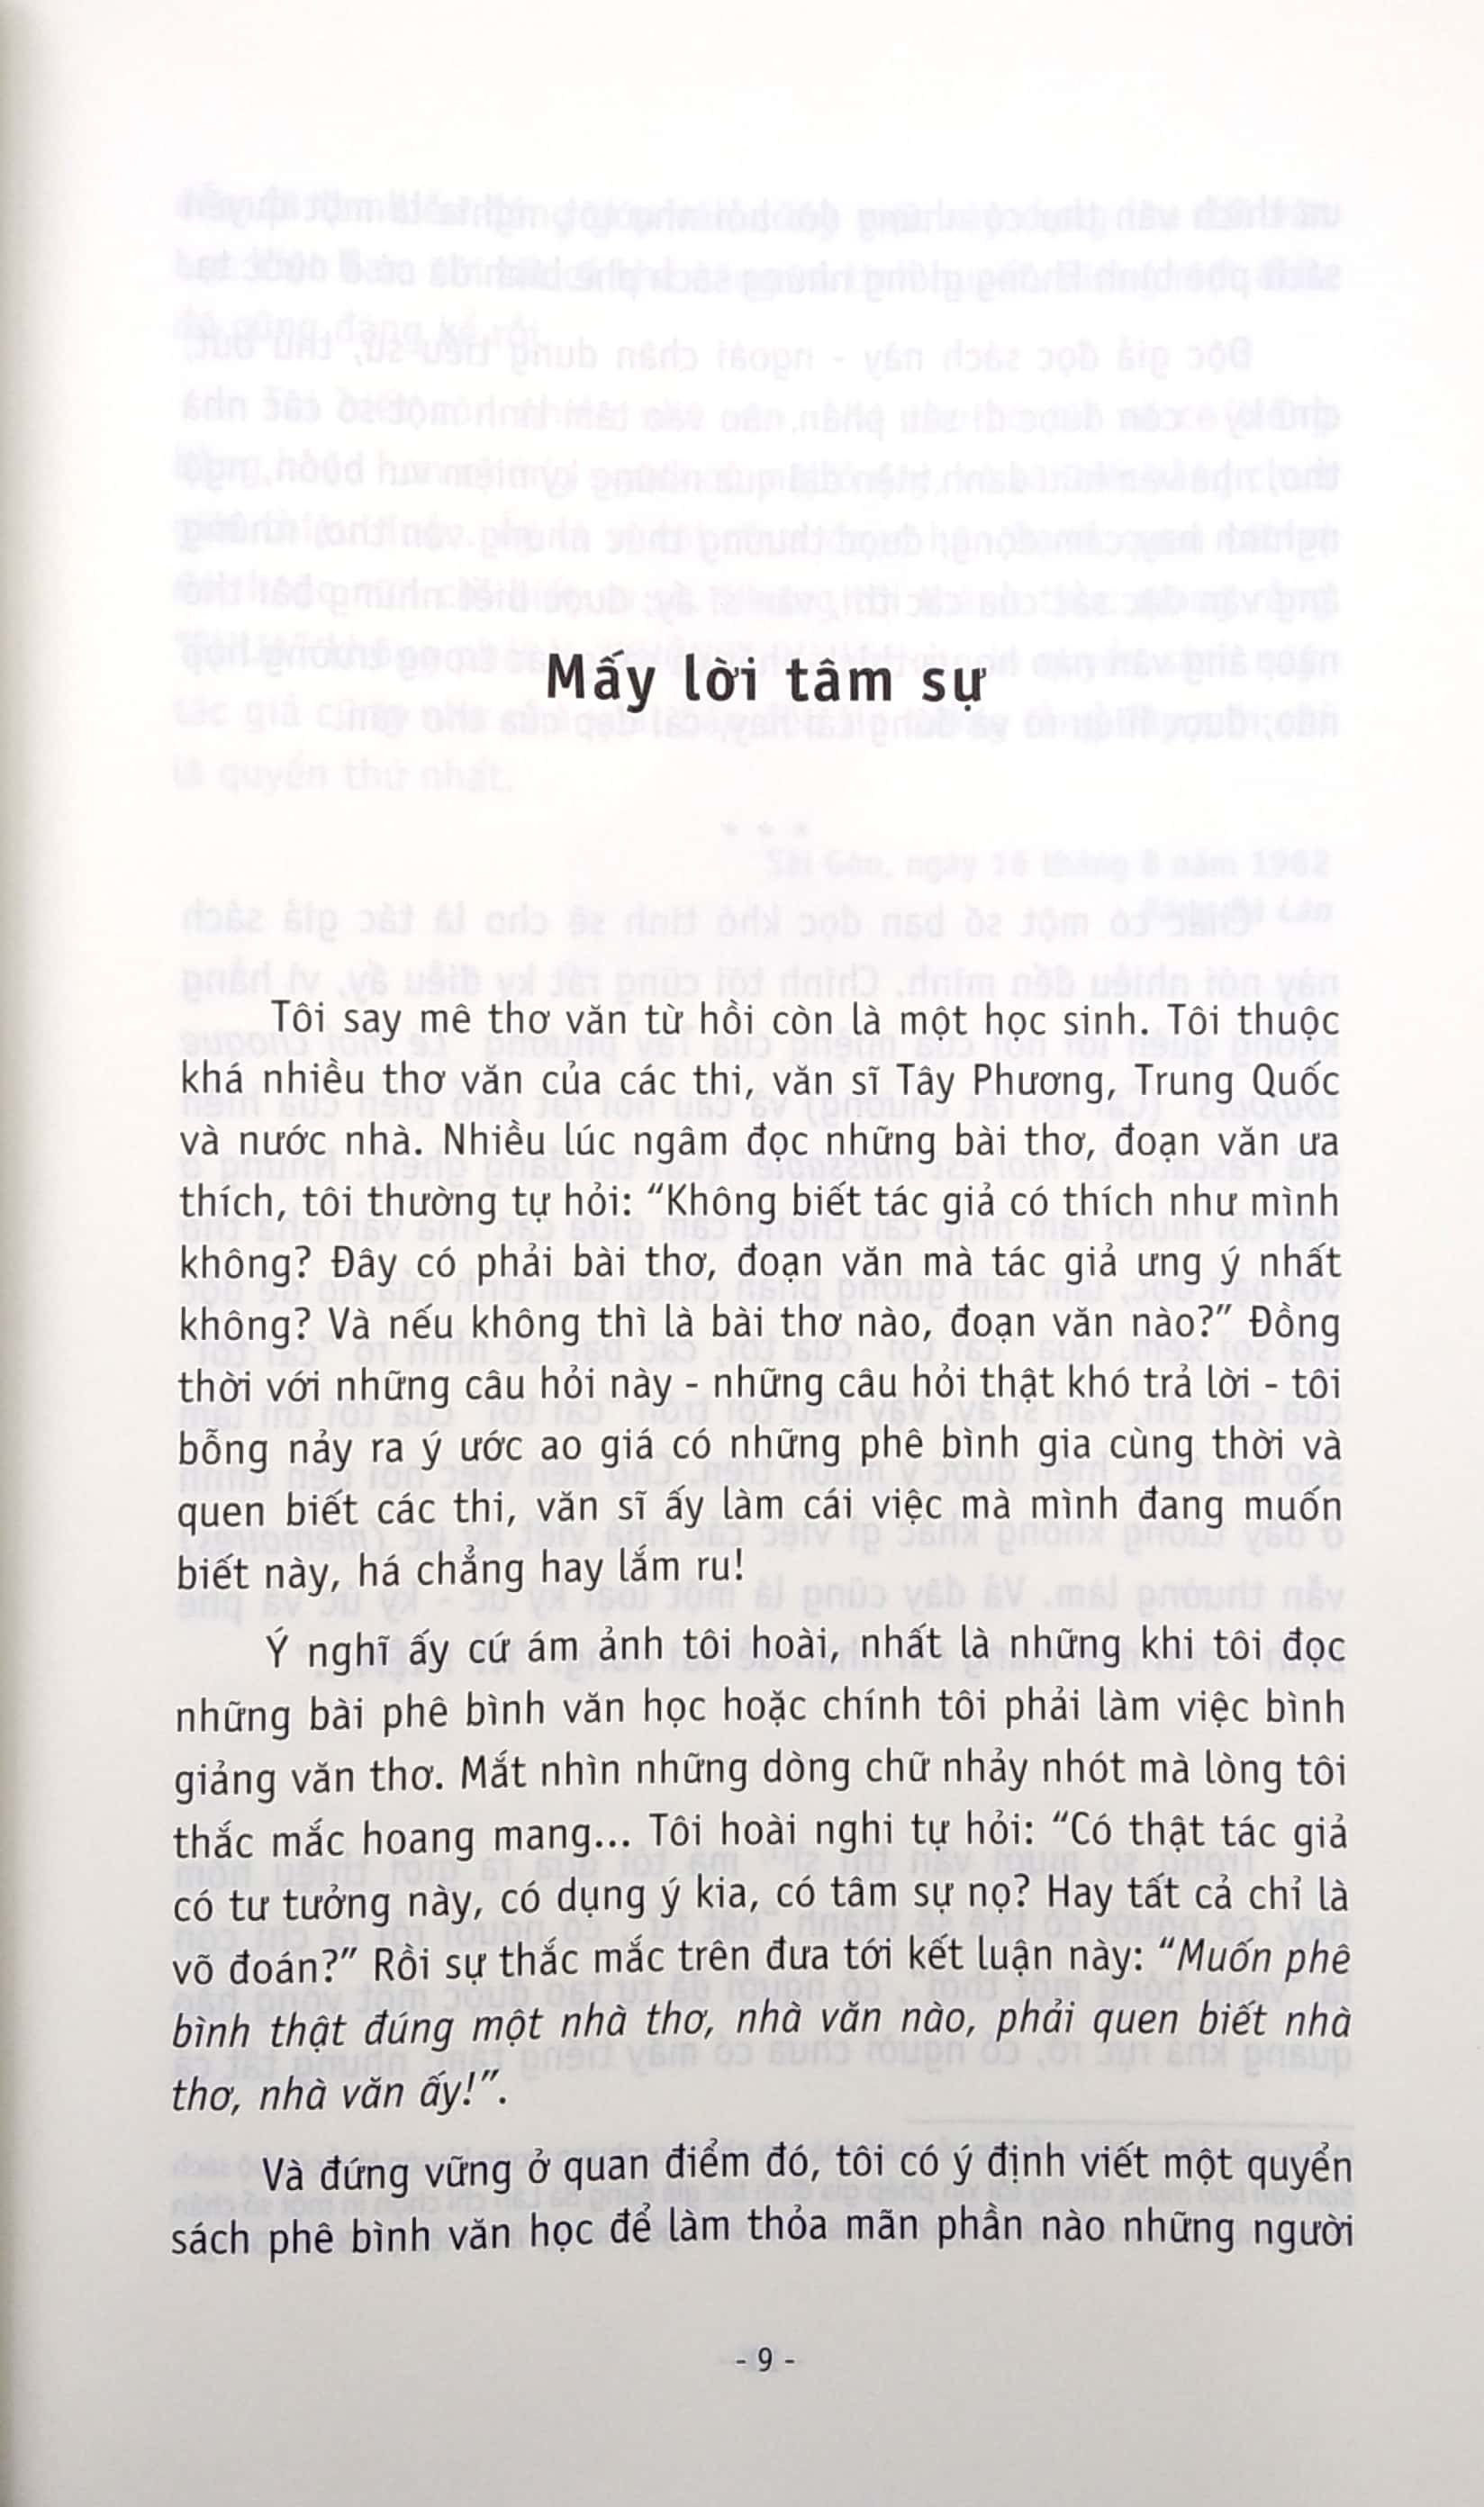 Mấy lời tâm sự
Tôi say mê thơ văn từ hồi còn là một học sinh. Tôi thuộc
khá nhiều thơ văn của các thi, văn sĩ Tây Phương, Trung Quốc
và nước nhà. Nhiều lúc ngâm đọc những bài thơ, đoạn văn ưa
thích, tôi thường tự hỏi: “Không biết tác giả có thích như mình
không? Đây có phải bài thơ, đoạn văn mà tác giả ưng ý nhất
không? Và nếu không thì là bài thơ nào, đoạn văn nào?” Đồng
thời với những câu hỏi này - những câu hỏi thật khó trả lời - tôi
bỗng nảy ra ý ước ao giá có những phê bình gia cùng thời và
quen biết các thi, văn sĩ ấy làm cái việc mà mình đang muốn
biết này, há chẳng hay lắm ru!
Ý nghĩ ấy cứ ám ảnh tôi hoài, nhất là những khi tôi đọc
những bài phê bình văn học hoặc chính tôi phải làm việc bình
giảng văn thơ. Mắt nhìn những dòng chữ nhảy nhót mà lòng tôi
thắc mắc hoang mang... Tôi hoài nghi tự hỏi: “Có thật tác giả
có tư tưởng này, có dụng ý kia, có tâm sự nọ? Hay tất cả chỉ là
võ đoán?” Rồi sự thắc mắc trên đưa tới kết luận này: “Muốn phê
bình thật đúng một nhà thơ, nhà văn nào, phải quen biết nhà
thơ, nhà văn ấy!”.
Và đứng vững ở quan điểm đó, tôi có ý định viết một quyển
sách phê bình văn học để làm thỏa mãn phần nào những người
- 9 -